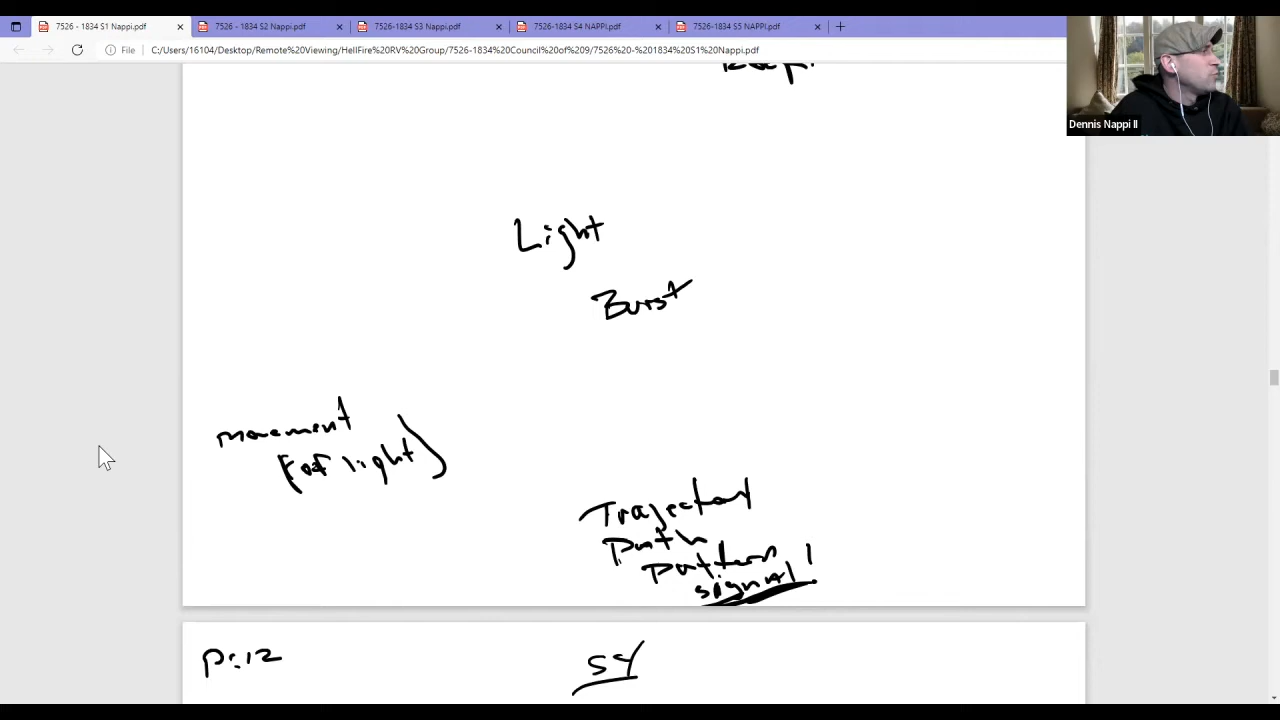 7526 - 1834 S1 Nappi.pdf
7526 - 1834 S2 Nappi.pdf
7526-1834 S3 Nappi.pdf
7526-1834 S4 NAPPI.pdf
7526-1834 S5 NAPPI.pdf
File
C:/Users/16104/Desktop/Remote%20Viewing/HellFire%20RV%20Group/7526-1834%20Council%20of%209/7526%20-%201834%20S1%20Nappi.pdf
Dennis Nappi II
Light
Burst
movement
(of light)
Path
pattern
signal!
p:12